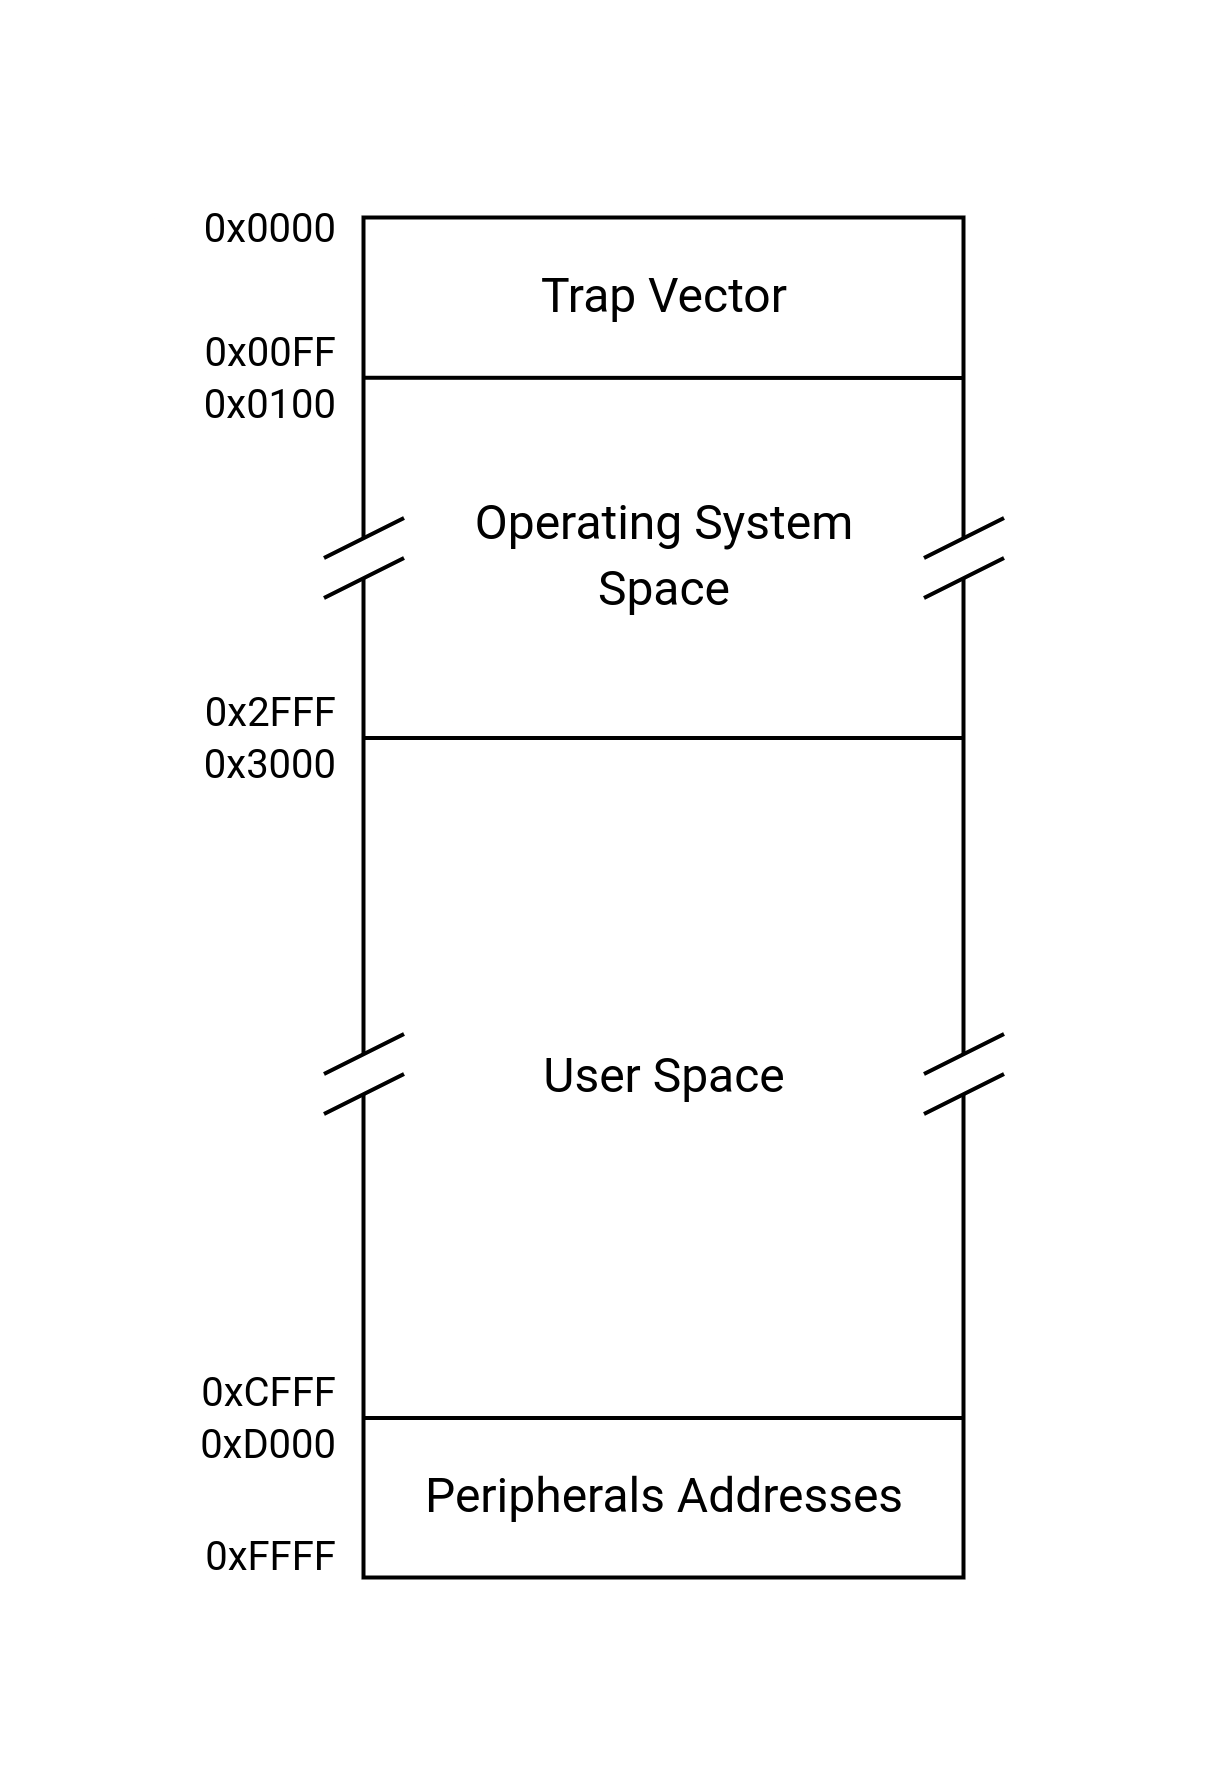 0x0000
Trap Vector
0x00FF
0x0100
Operating System
Space
0x2FFF
0x3000
User Space
0xCFFF
0xD000
Peripherals Addresses
0xFFFF